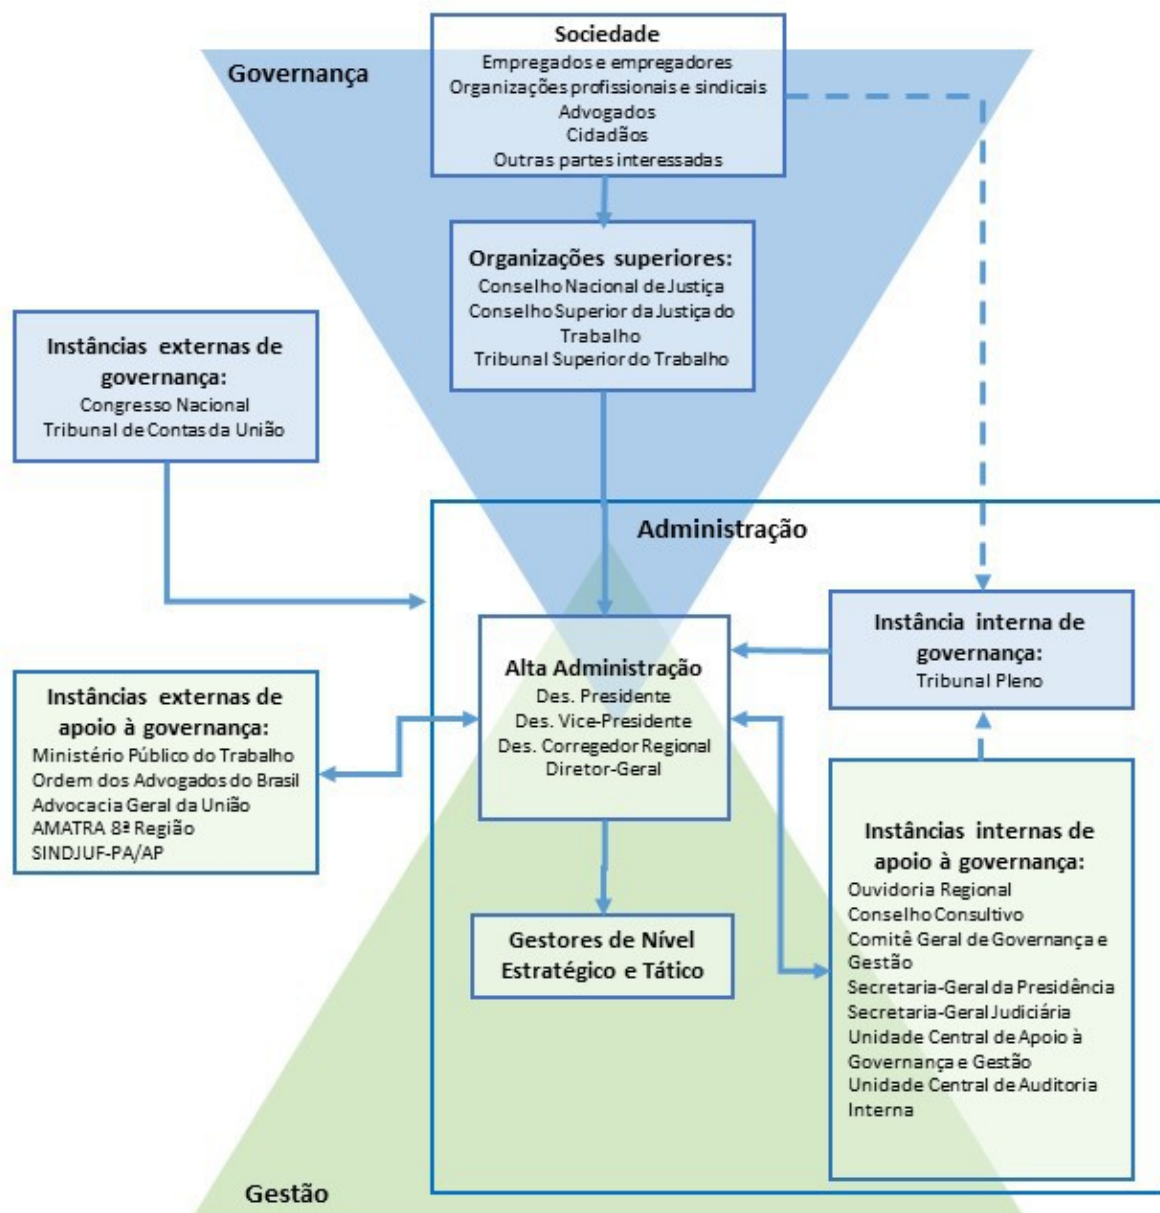 Governança
Sociedade
Empregados e empregadores
Organizações profissionais e sindicais
Advogados
Cidadãos
Outras partes interessadas
Organizações superiores:
Conselho Nacional de Justiça
Conselho Superior da Justiça do
Trabalho
Tribunal Superior do Trabalho
Instâncias externas de
governança:
Congresso Nacional
Tribunal de Contas da União
Administração
Alta Administração
Des. Presidente
Des. Vice-Presidente
Des. Corregedor Regional
Diretor-Geral
Instância interna de
governança:
Tribunal Pleno
Instâncias externas de
apoio à governança:
Ministério Público do Trabalho
Ordem dos Advogados do Brasil
Advocacia Geral da União
AMATRA 8ª Região
SINDJUF-PA/AP
Instâncias internas de
apoio à governança:
Ouvidoria Regional
Conselho Consultivo
Comitê Geral de Governança e
Gestão
Secretaria-Geral da Presidência
Secretaria-Geral Judiciária
Unidade Central de Apoio à
Governança e Gestão
Unidade Central de Auditoria
Interna
Gestores de Nível
Estratégico e Tático
Gestão